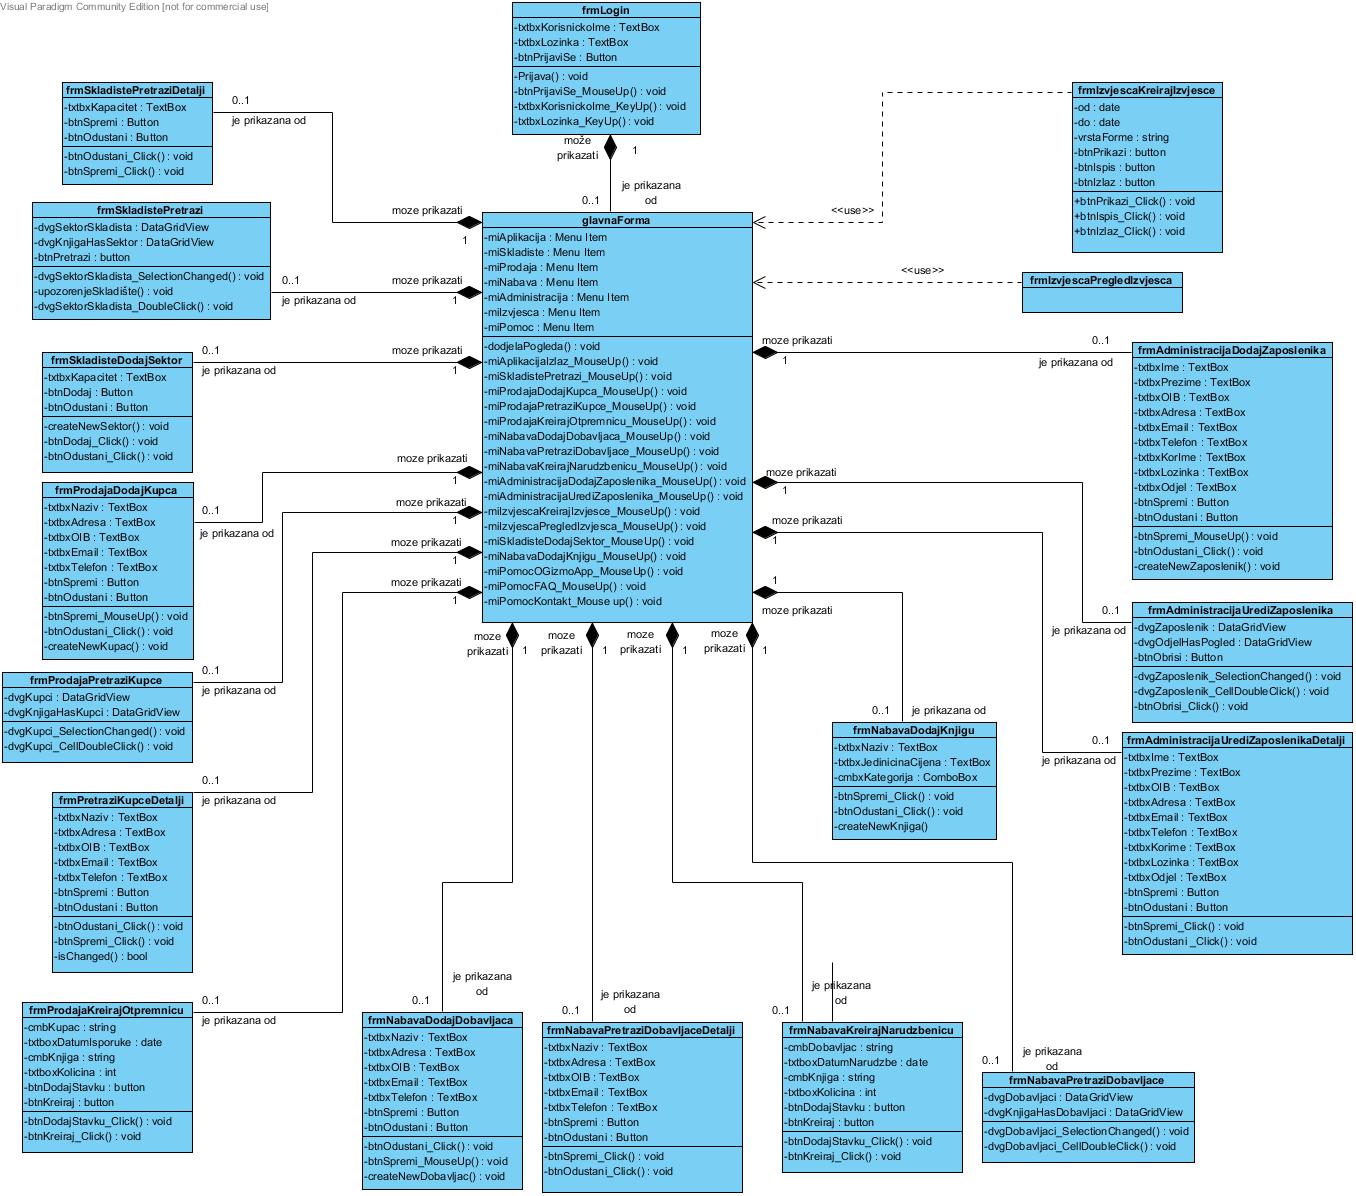 Visual Paradigm Community Edition [not for commercial use]
frmLogin
-txtbxKorisnickoIme : TextBox
-txtbxLozinka : TextBox
-btnPrijaviSe : Button
-Prijava() : void
-btnPrijaviSe_MouseUp() : void
-txtbxKorisnickoIme_KeyUp() : void
-txtbxLozinka_KeyUp() : void
može
prikazati
1
je prikazana
od
0..1
frmSkladistePretraziDetalji
-txtbxKapacitet : TextBox
-btnSpremi : Button
-btnOdustani : Button
-btnOdustani_Click() : void
-btnSpremi_Click() : void
0..1
je prikazana od
moze prikazati
1
frmSkladistePretrazi
-dvgSektorSkladista : DataGridView
-dvgKnjigaHasSektor : DataGridView
-btnPretrazi : button
-dvgSektorSkladista_SelectionChanged() : void
-upozorenjeSkladište() : void
-dvgSektorSkladista_DoubleClick() : void
0..1
je prikazana od
moze prikazati
1
frmSkladisteDodajSektor
-txtbxKapacitet : TextBox
-btnDodaj : Button
-btnOdustani : Button
-createNewSektor() : void
-btnDodaj_Click() : void
-btnOdustani_Click() : void
0..1
je prikazana od
moze prikazati
1
frmProdajaDodajKupca
-txtbxNaziv : TextBox
-txtbxAdresa : TextBox
-txtbxOIB : TextBox
-txtbxEmail : TextBox
-txtbxTelefon : TextBox
-btnSpremi : Button
-btnOdustani : Button
-btnSpremi_MouseUp() : void
-btnOdustani_Click() : void
-createNewKupac() : void
0..1
je prikazana od
moze prikazati
1
frmProdajaPretraziKupce
-dvgKupci : DataGridView
-dvgKnjigaHasKupci : DataGridView
-dvgKupci_SelectionChanged() : void
-dvgKupci_CellDoubleClick() : void
0..1
je prikazana od
moze prikazati
1
frmPretraziKupceDetalji
-txtbxNaziv : TextBox
-txtbxAdresa : TextBox
-txtbxOIB : TextBox
-txtbxEmail : TextBox
-txtbxTelefon : TextBox
-btnSpremi : Button
-btnOdustani : Button
-btnOdustani_Click() : void
-btnSpremi_Click() : void
-isChanged() : bool
0..1
je prikazana od
moze prikazati
1
frmProdajaKreirajOtpremnicu
-cmbKupac : string
-txtboxDatumIsporuke : date
-cmbKnjiga : string
-txtboxKolicina : int
-btnDodajStavku : button
-btnKreiraj : button
-btnDodajStavku_Click() : void
-btnKreiraj_Click() : void
0..1
je prikazana od
moze prikazati
1
glavnaForma
-miAplikacija : Menu Item
-miSkladiste : Menu Item
-miProdaja : Menu Item
-miNabava : Menu Item
-miAdministracija : Menu Item
-miIzvjesca : Menu Item
-miPomoc : Menu Item
-dodjelaPogleda() : void
-miAplikacijaIzlaz_MouseUp() : void
-miSkladistePretrazi_MouseUp() : void
-miProdajaDodajKupca_MouseUp() : void
-miProdajaPretraziKupce_MouseUp() : void
-miProdajaKreirajOtpremnicu_MouseUp() : void
-miNabavaDodajDobavljaca_MouseUp() : void
-miNabavaPretraziDobavljace_MouseUp() : void
-miNabavaKreirajNarudzbenicu_MouseUp() : void
-miAdministracijaDodajZaposlenika_MouseUp() : void
-miAdministracijaUrediZaposlenika_MouseUp() : void
-miIzvjescaKreirajIzvjesce_MouseUp() : void
-miIzvjescaPregledIzvjesca_MouseUp() : void
-miSkladisteDodajSektor_MouseUp() : void
-miNabavaDodajKnjigu_MouseUp() : void
-miPomocOGizmoApp_MouseUp() : void
-miPomocFAQ_MouseUp() : void
-miPomocKontakt_Mouse up() : void
frmIzvjescaKreirajIzvjesce
-od : date
-do : date
-vrstaForme : string
-btnPrikazi : button
-btnIspis : button
-btnIzlaz : button
+btnPrikazi_Click() : void
+btnIspis_Click() : void
+btnIzlaz_Click() : void
<<use>>
frmIzvjescaPregledIzvjesca
<<use>>
frmAdministracijaDodajZaposlenika
-txtbxIme : TextBox
-txtbxPrezime : TextBox
-txtbxOIB : TextBox
-txtbxAdresa : TextBox
-txtbxEmail : TextBox
-txtbxTelefon : TextBox
-txtbxKorIme : TextBox
-txtbxLozinka : TextBox
-txtbxOdjel : TextBox
-btnSpremi : Button
-btnOdustani : Button
-btnSpremi_MouseUp() : void
-btnOdustani_Click() : void
-createNewZaposlenik() : void
moze prikazati
1
0..1
je prikazana od
frmAdministracijaUrediZaposlenika
-dvgZaposlenik : DataGridView
-dvgOdjelHasPogled : DataGridView
-btnObrisi : Button
-dvgZaposlenik_SelectionChanged() : void
-dvgZaposlenik_CellDoubleClick() : void
-btnObrisi_Click() : void
moze prikazati
1
0..1
je prikazana od
frmAdministracijaUrediZaposlenikaDetalji
-txtbxIme : TextBox
-txtbxPrezime : TextBox
-txtbxOIB : TextBox
-txtbxAdresa : TextBox
-txtbxEmail : TextBox
-txtbxTelefon : TextBox
-txtbxKorime : TextBox
-txtbxLozinka : TextBox
-txtbxOdjel : TextBox
-btnSpremi : Button
-btnOdustani : Button
-btnSpremi_Click() : void
-btnOdustani _Click() : void
moze prikazati
1
0..1
je prikazana od
1
moze prikazati
0..1
je prikazana od
frmNabavaDodajKnjigu
-txtbxNaziv : TextBox
-txtbxJedinicinaCijena : TextBox
-cmbxKategorija : ComboBox
-btnSpremi_Click() : void
-btnOdustani_Click() : void
-createNewKnjiga()
moze
prikazati
1
moze
prikazati
1
moze
prikazati
1
moze
prikazati
1
je prikazana
od
0..1
frmNabavaDodajDobavljaca
-txtbxNaziv : TextBox
-txtbxAdresa : TextBox
-txtbxOIB : TextBox
-txtbxEmail : TextBox
-txtbxTelefon : TextBox
-btnSpremi : Button
-btnOdustani : Button
-btnOdustani_Click() : void
-btnSpremi_MouseUp() : void
-createNewDobavljac() : void
je prikazana
od
0..1
frmNabavaPretraziDobavljaceDetalji
-txtbxNaziv : TextBox
-txtbxAdresa : TextBox
-txtbxOIB : TextBox
-txtbxEmail : TextBox
-txtbxTelefon : TextBox
-btnSpremi : Button
-btnOdustani : Button
-btnSpremi_Click() : void
-btnOdustani_Click() : void
je prikazana
od
0..1
frmNabavaKreirajNarudzbenicu
-cmbDobavljac : string
-txtboxDatumNarudzbe : date
-cmbKnjiga : string
-txtboxKolicina : int
-btnDodajStavku : button
-btnKreiraj : button
-btnDodajStavku_Click() : void
-btnKreiraj_Click() : void
je prikazana
od
0..1
frmNabavaPretraziDobavljace
-dvgDobavljaci : DataGridView
-dvgKnjigaHasDobavljaci : DataGridView
-dvgDobavljaci_SelectionChanged() : void
-dvgDobavljaci_CellDoubleClick() : void